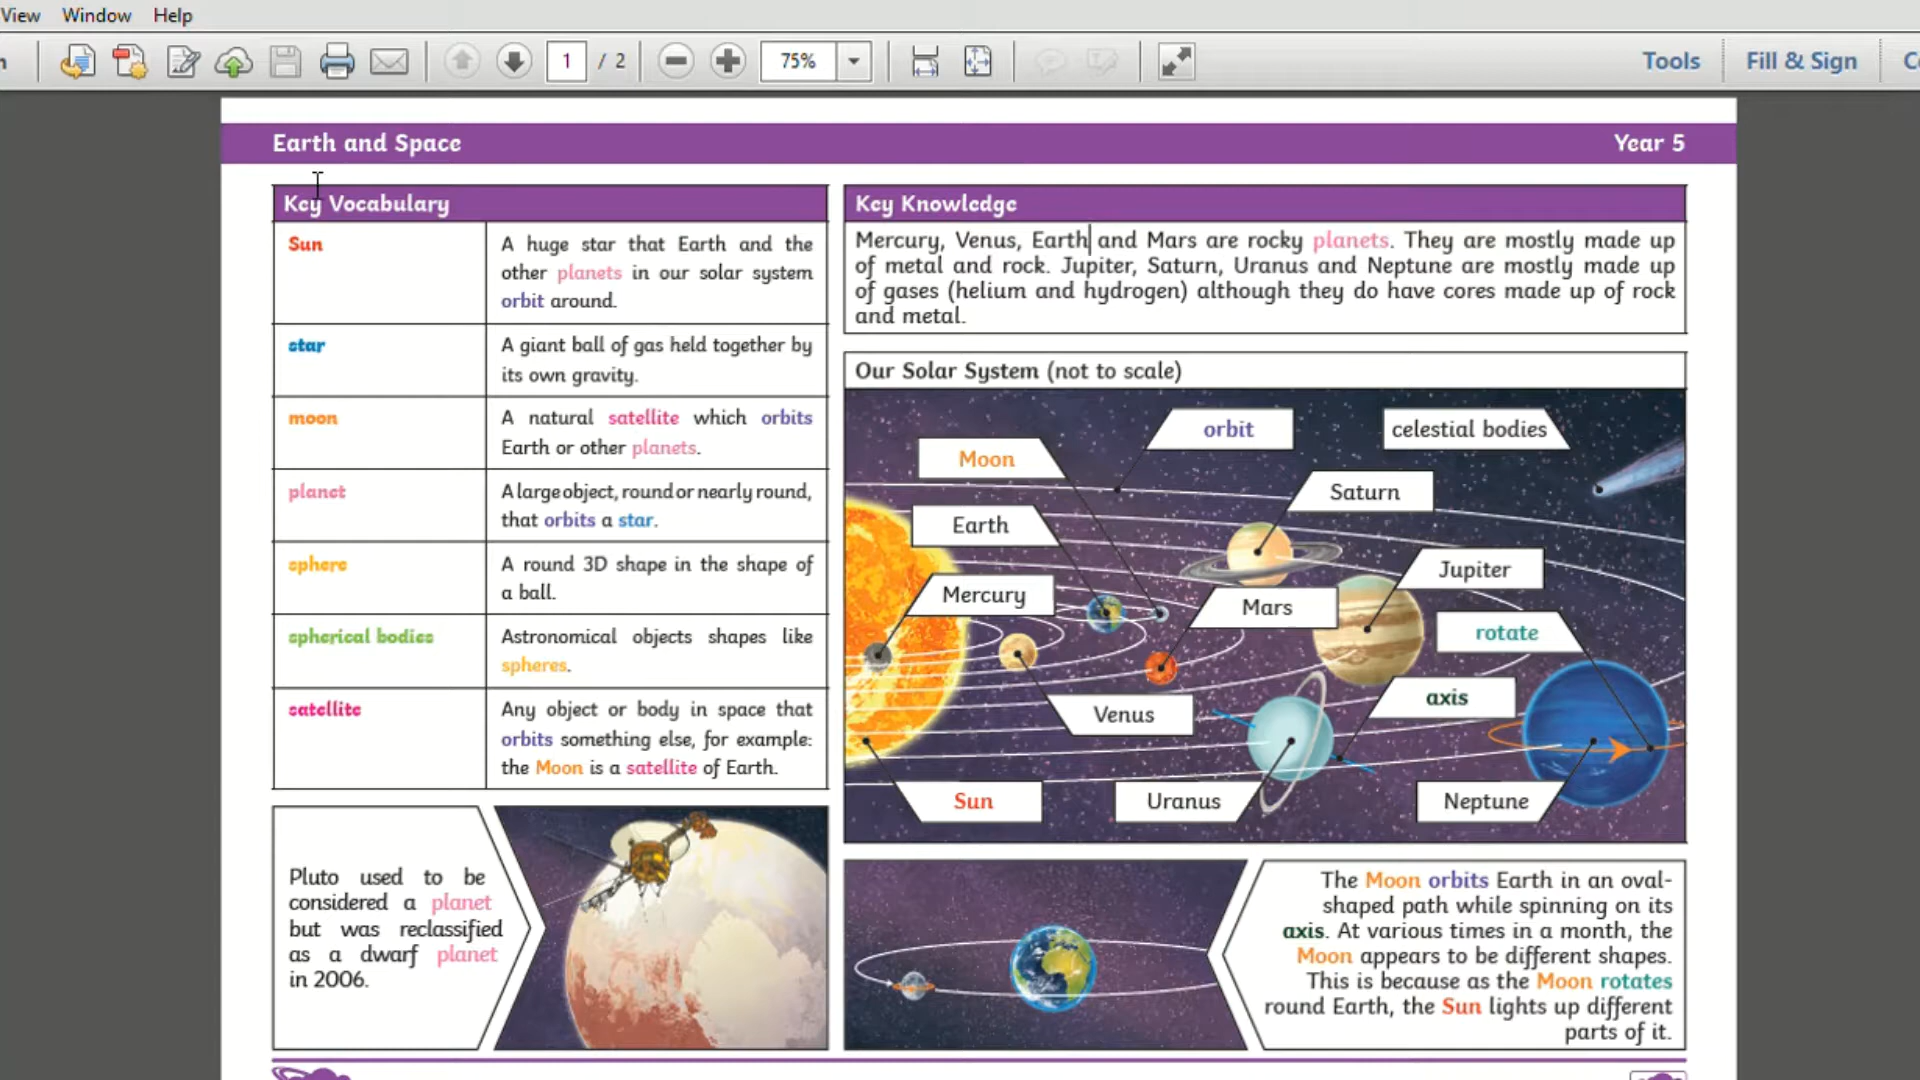 View Window Help
1 / 2
75%
Tools
Fill & Sign
Earth and Space
Year 5
Key Vocabulary
Sun
A huge star that Earth and the
other planets in our solar system
orbit around.
star
A giant ball of gas held together by
its own gravity.
moon
A natural satellite which orbits
Earth or other planets.
planet
A large object, round or nearly round,
that orbits a star.
sphere
A round 3D shape in the shape of
a ball.
spherical bodies
Astronomical objects shapes like
spheres.
satellite
Any object or body in space that
orbits something else, for example:
the Moon is a satellite of Earth.
Pluto used to be
considered a planet
but was reclassified
as a dwarf planet
in 2006.
Key Knowledge
Mercury, Venus, Earth and Mars are rocky planets. They are mostly made up
of metal and rock. Jupiter, Saturn, Uranus and Neptune are mostly made up
of gases (helium and hydrogen) although they do have cores made up of rock
and metal.
Our Solar System (not to scale)
orbit
celestial bodies
Moon
Saturn
Earth
Jupiter
Mercury
Mars
rotate
axis
Venus
Sun
Uranus
Neptune
The Moon orbits Earth in an oval-
shaped path while spinning on its
axis. At various times in a month, the
Moon appears to be different shapes.
This is because as the Moon rotates
round Earth, the Sun lights up different
parts of it.